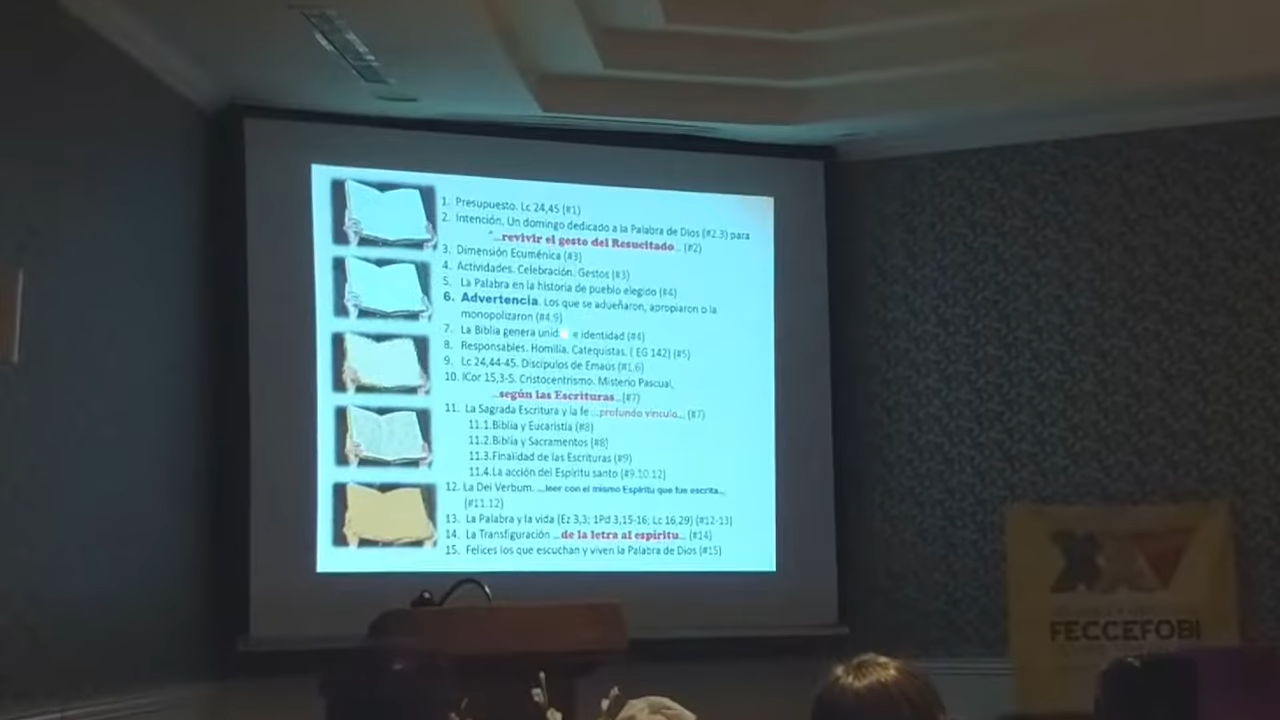 1. Presupuesto. Lc 24,45 (#1)
2. Intención. Un domingo dedicado a la Palabra de Dios (#2.3) para
"...revivir el gesto del Resucitado... (#2)
3. Dimensión Ecuménica (#3)
4. Actividades. Celebración. Gestos (#3)
5. La Palabra en la historia de pueblo elegido (#4)
6. Advertencia. Los que se adueñaron, apropiaron o la
monopolizaron (#4.9)
7. La Biblia genera unid e identidad (#4)
8. Responsables. Homilía. Catequistas. ( EG 142) (#5)
9. Lc 24,44-45. Discípulos de Emaús (#1.6)
10. ICor 15,3-5. Cristocentrismo. Misterio Pascual,
...según las Escrituras...(#7)
11. La Sagrada Escritura y la fe ...profundo vinculo... (#7)
11.1.Biblia y Eucaristía (#8)
11.2.Biblia y Sacramentos (#8)
11.3.Finalidad de las Escrituras (#9)
11.4.La acción del Espíritu santo (#9.10.12)
12. La Dei Verbum. ...leer con el mismo Espíritu que fue escrita...
(#11.12)
13. La Palabra y la vida (Ez 3,3; 1Pd 3,15-16; Lc 16,29) (#12-13)
14. La Transfiguración ...de la letra al espíritu... (#14)
15. Felices los que escuchan y viven la Palabra de Dios (#15)
XXV
FECCEFOBI